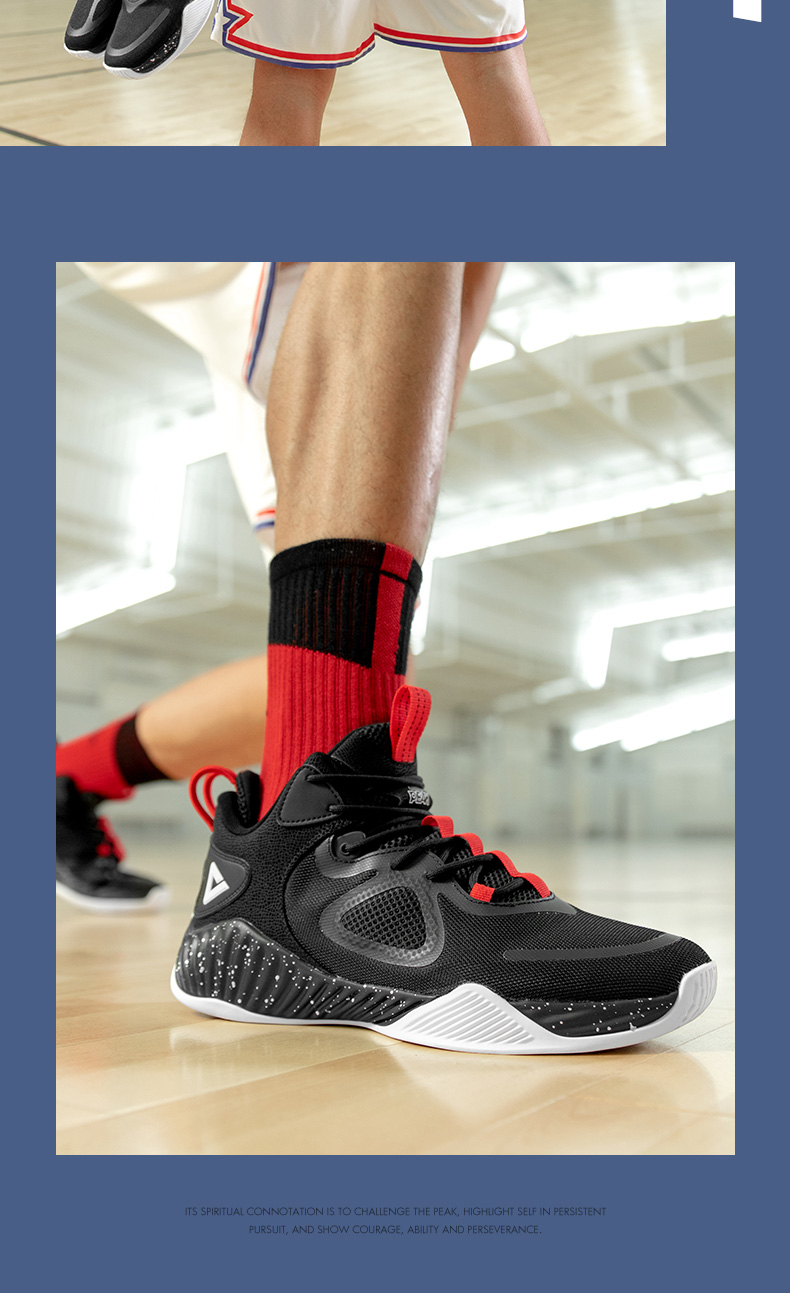 PEAK
ITS SPIRITUAL CONNOTATION IS TO CHALLENGE THE PEAK, HIGHLIGHT SELF IN PERSISTENT
PURSUIT, AND SHOW COURAGE, ABILITY AND PERSEVERANCE.